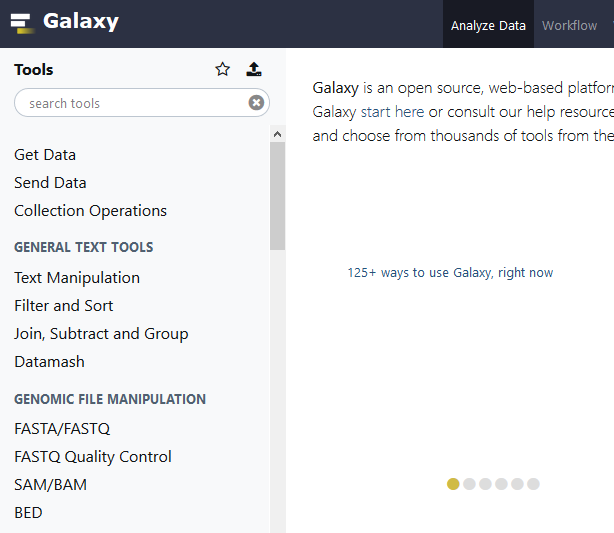 Galaxy
Analyze Data
Workflow
Tools
search tools
Get Data
Send Data
Collection Operations
GENERAL TEXT TOOLS
Text Manipulation
Filter and Sort
Join, Subtract and Group
Datamash
GENOMIC FILE MANIPULATION
FASTA/FASTQ
FASTQ Quality Control
SAM/BAM
BED
Galaxy is an open source, web-based platfor
Galaxy start here or consult our help resource
and choose from thousands of tools from the
125+ ways to use Galaxy, right now